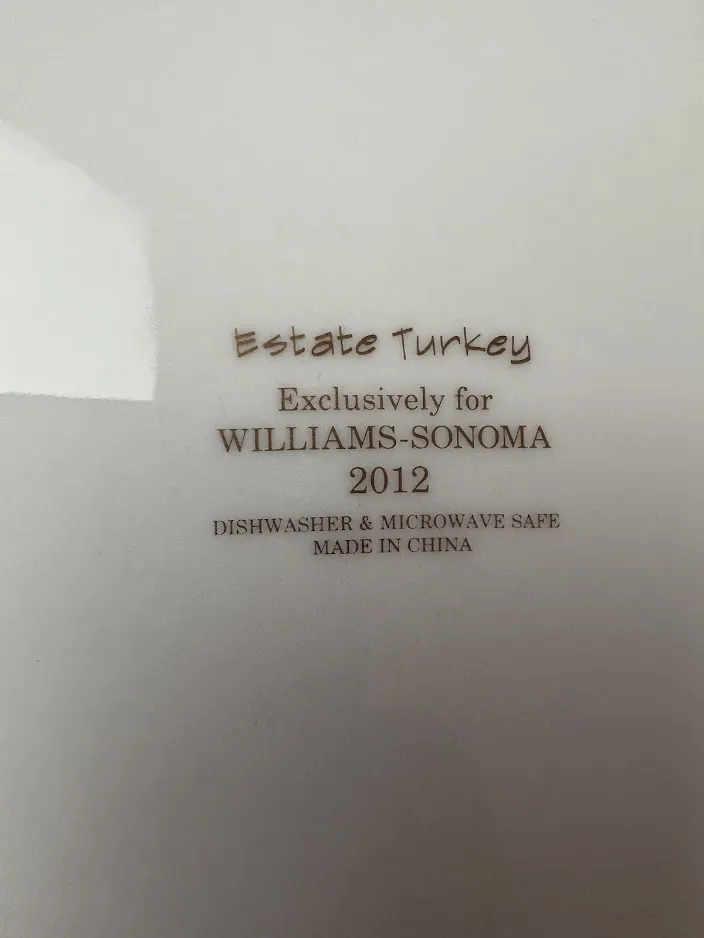 Estate Turkey
Exclusively for
WILLIAMS-SONOMA
2012
DISHWASHER & MICROWAVE SAFE
MADE IN CHINA